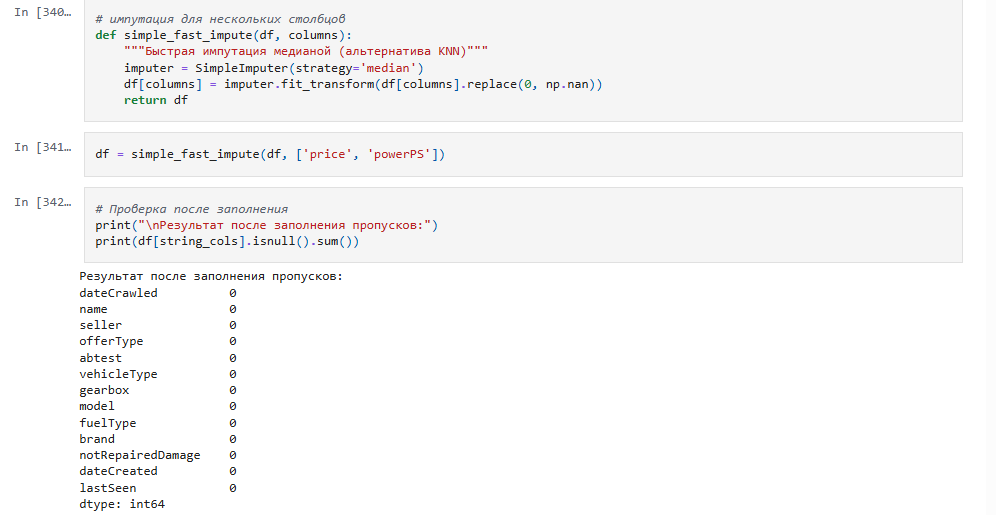 In [340…
# импутация для нескольких столбцов
def simple_fast_impute(df, columns):
    """Быстрая импутация медианой (альтернатива KNN)"""
    imputer = SimpleImputer(strategy='median')
    df[columns] = imputer.fit_transform(df[columns].replace(0, np.nan))
    return df
In [341…
df = simple_fast_impute(df, ['price', 'powerPS'])
In [342…
# Проверка после заполнения
print("\nРезультат после заполнения пропусков:")
print(df[string_cols].isnull().sum())
Результат после заполнения пропусков:
dateCrawled          0
name                 0
seller               0
offerType            0
abtest               0
vehicleType          0
gearbox              0
model                0
fuelType             0
brand                0
notRepairedDamage    0
dateCreated          0
lastSeen             0
dtype: int64